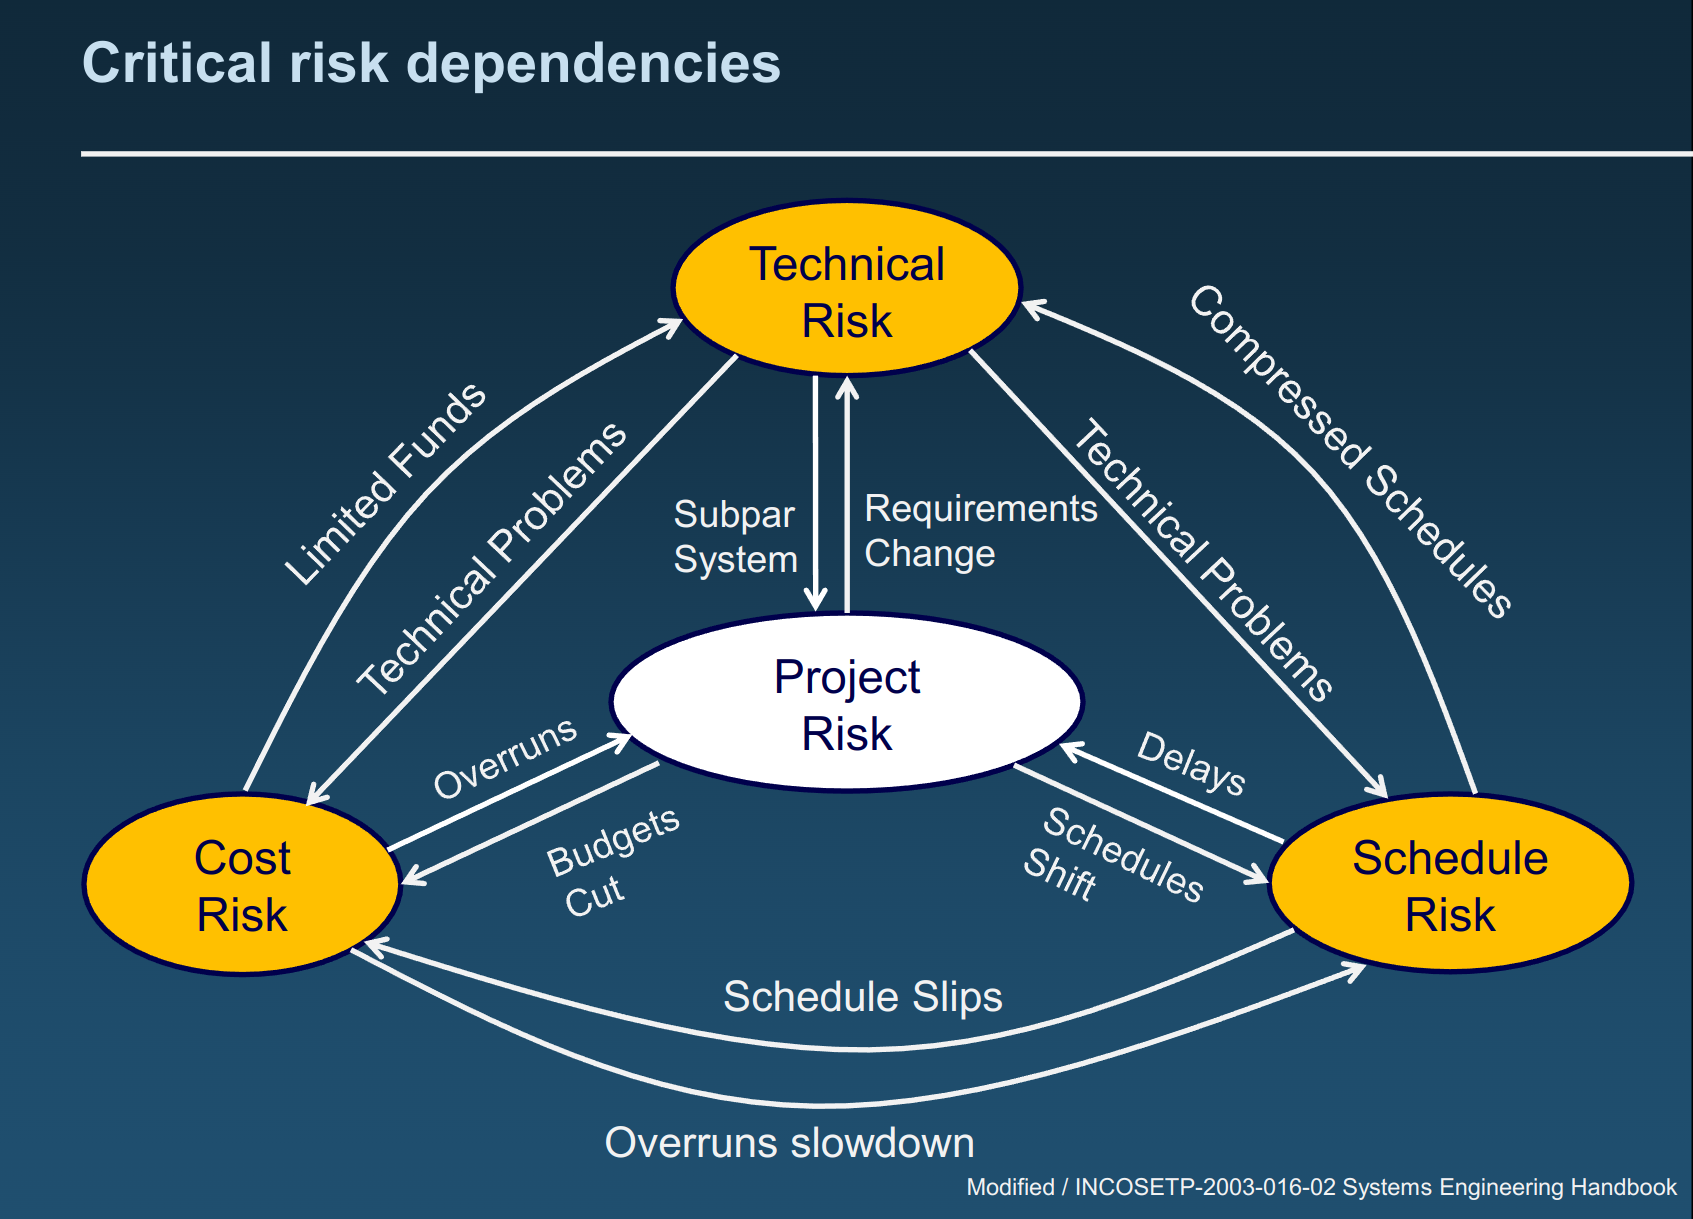 Critical risk dependencies
Technical
Risk
Limited Funds
Technical Problems
Subpar
System
Requirements
Change
Technical Problems
Compressed Schedules
Project
Risk
Overruns
Budgets
Cut
Delays
Schedules
Shift
Cost
Risk
Schedule
Risk
Schedule Slips
Overruns slowdown
Modified / INCOSETP-2003-016-02 Systems Engineering Handbook